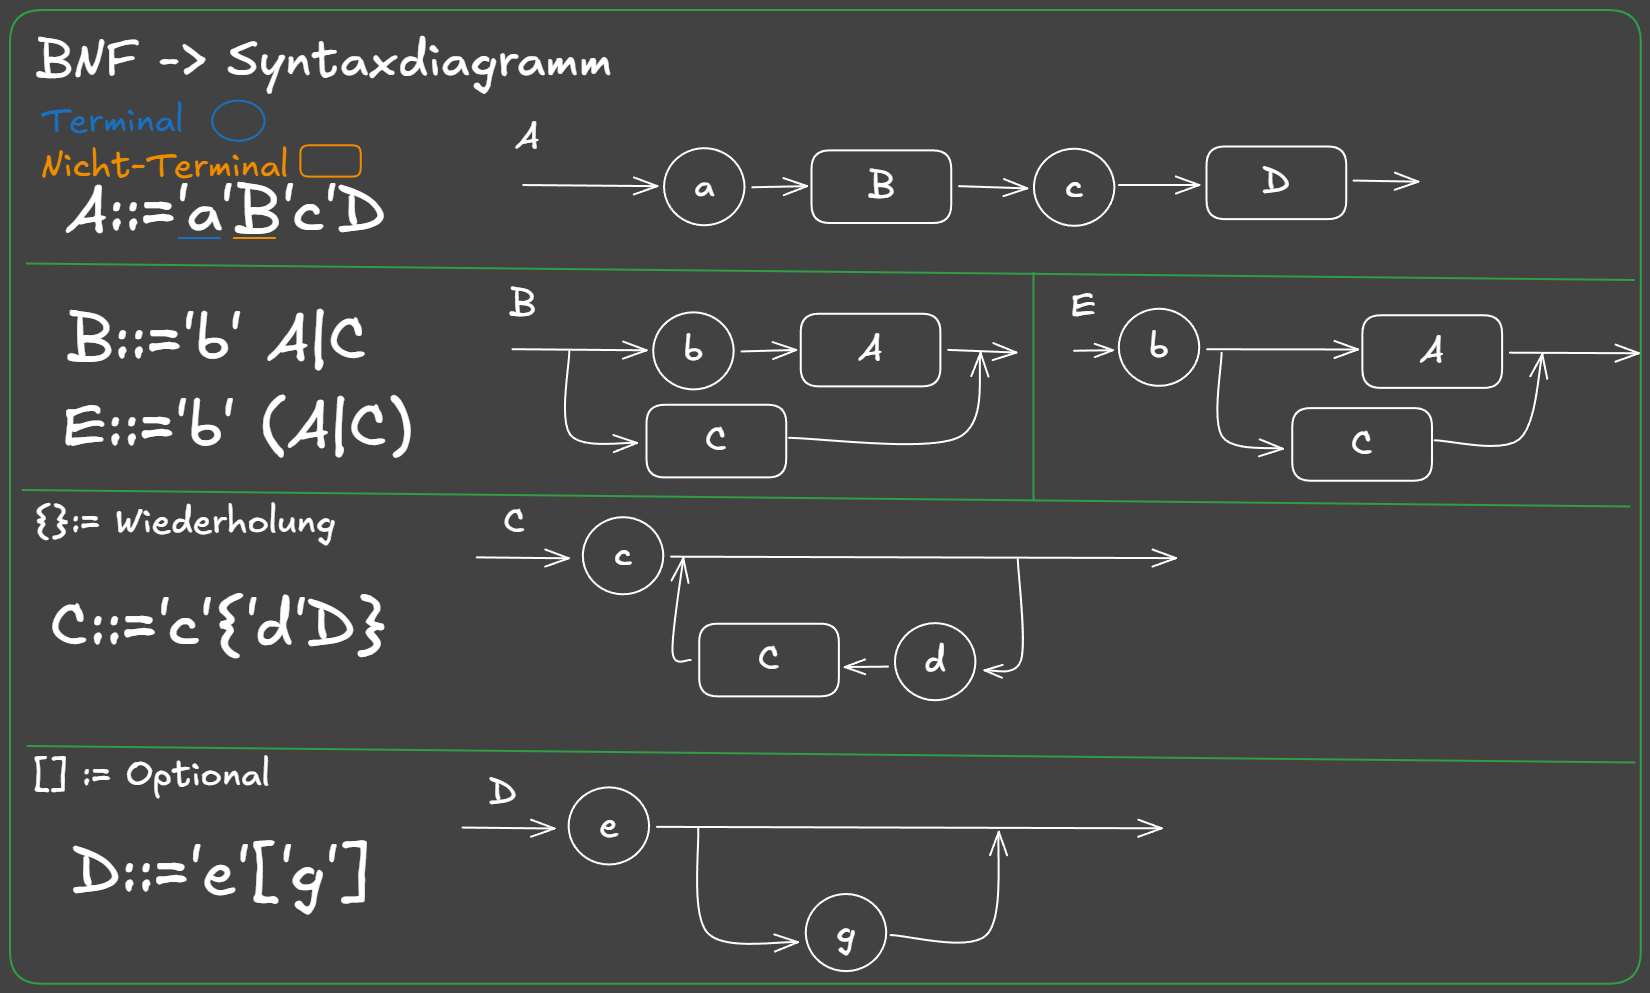 BNF -> Syntaxdiagramm
Terminal
Nicht-Terminal
A::='a'B'c'D
A
a
B
c
D
B::='b' A|C
E::='b' (A|C)
B
b
A
C
E
b
A
C
{}:= Wiederholung
C::='c'{'d'D}
C
c
C
d
[] := Optional
D::='e'['g']
D
e
g